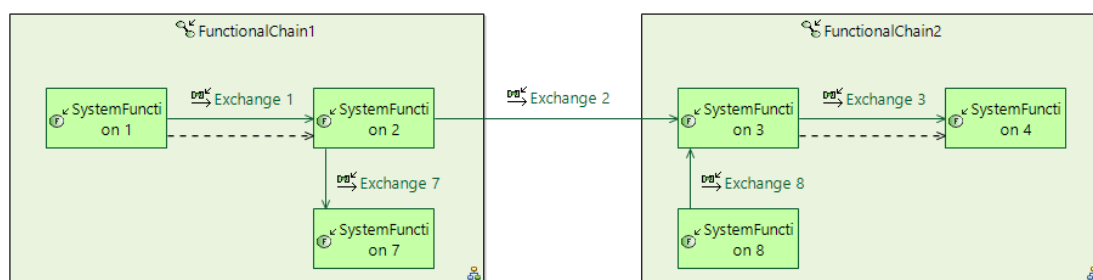 FunctionalChain1
FunctionalChain2
SystemFuncti
on 1
Exchange 1
SystemFuncti
on 2
Exchange 2
SystemFuncti
on 3
Exchange 3
SystemFuncti
on 4
Exchange 7
Exchange 8
SystemFuncti
on 7
SystemFuncti
on 8